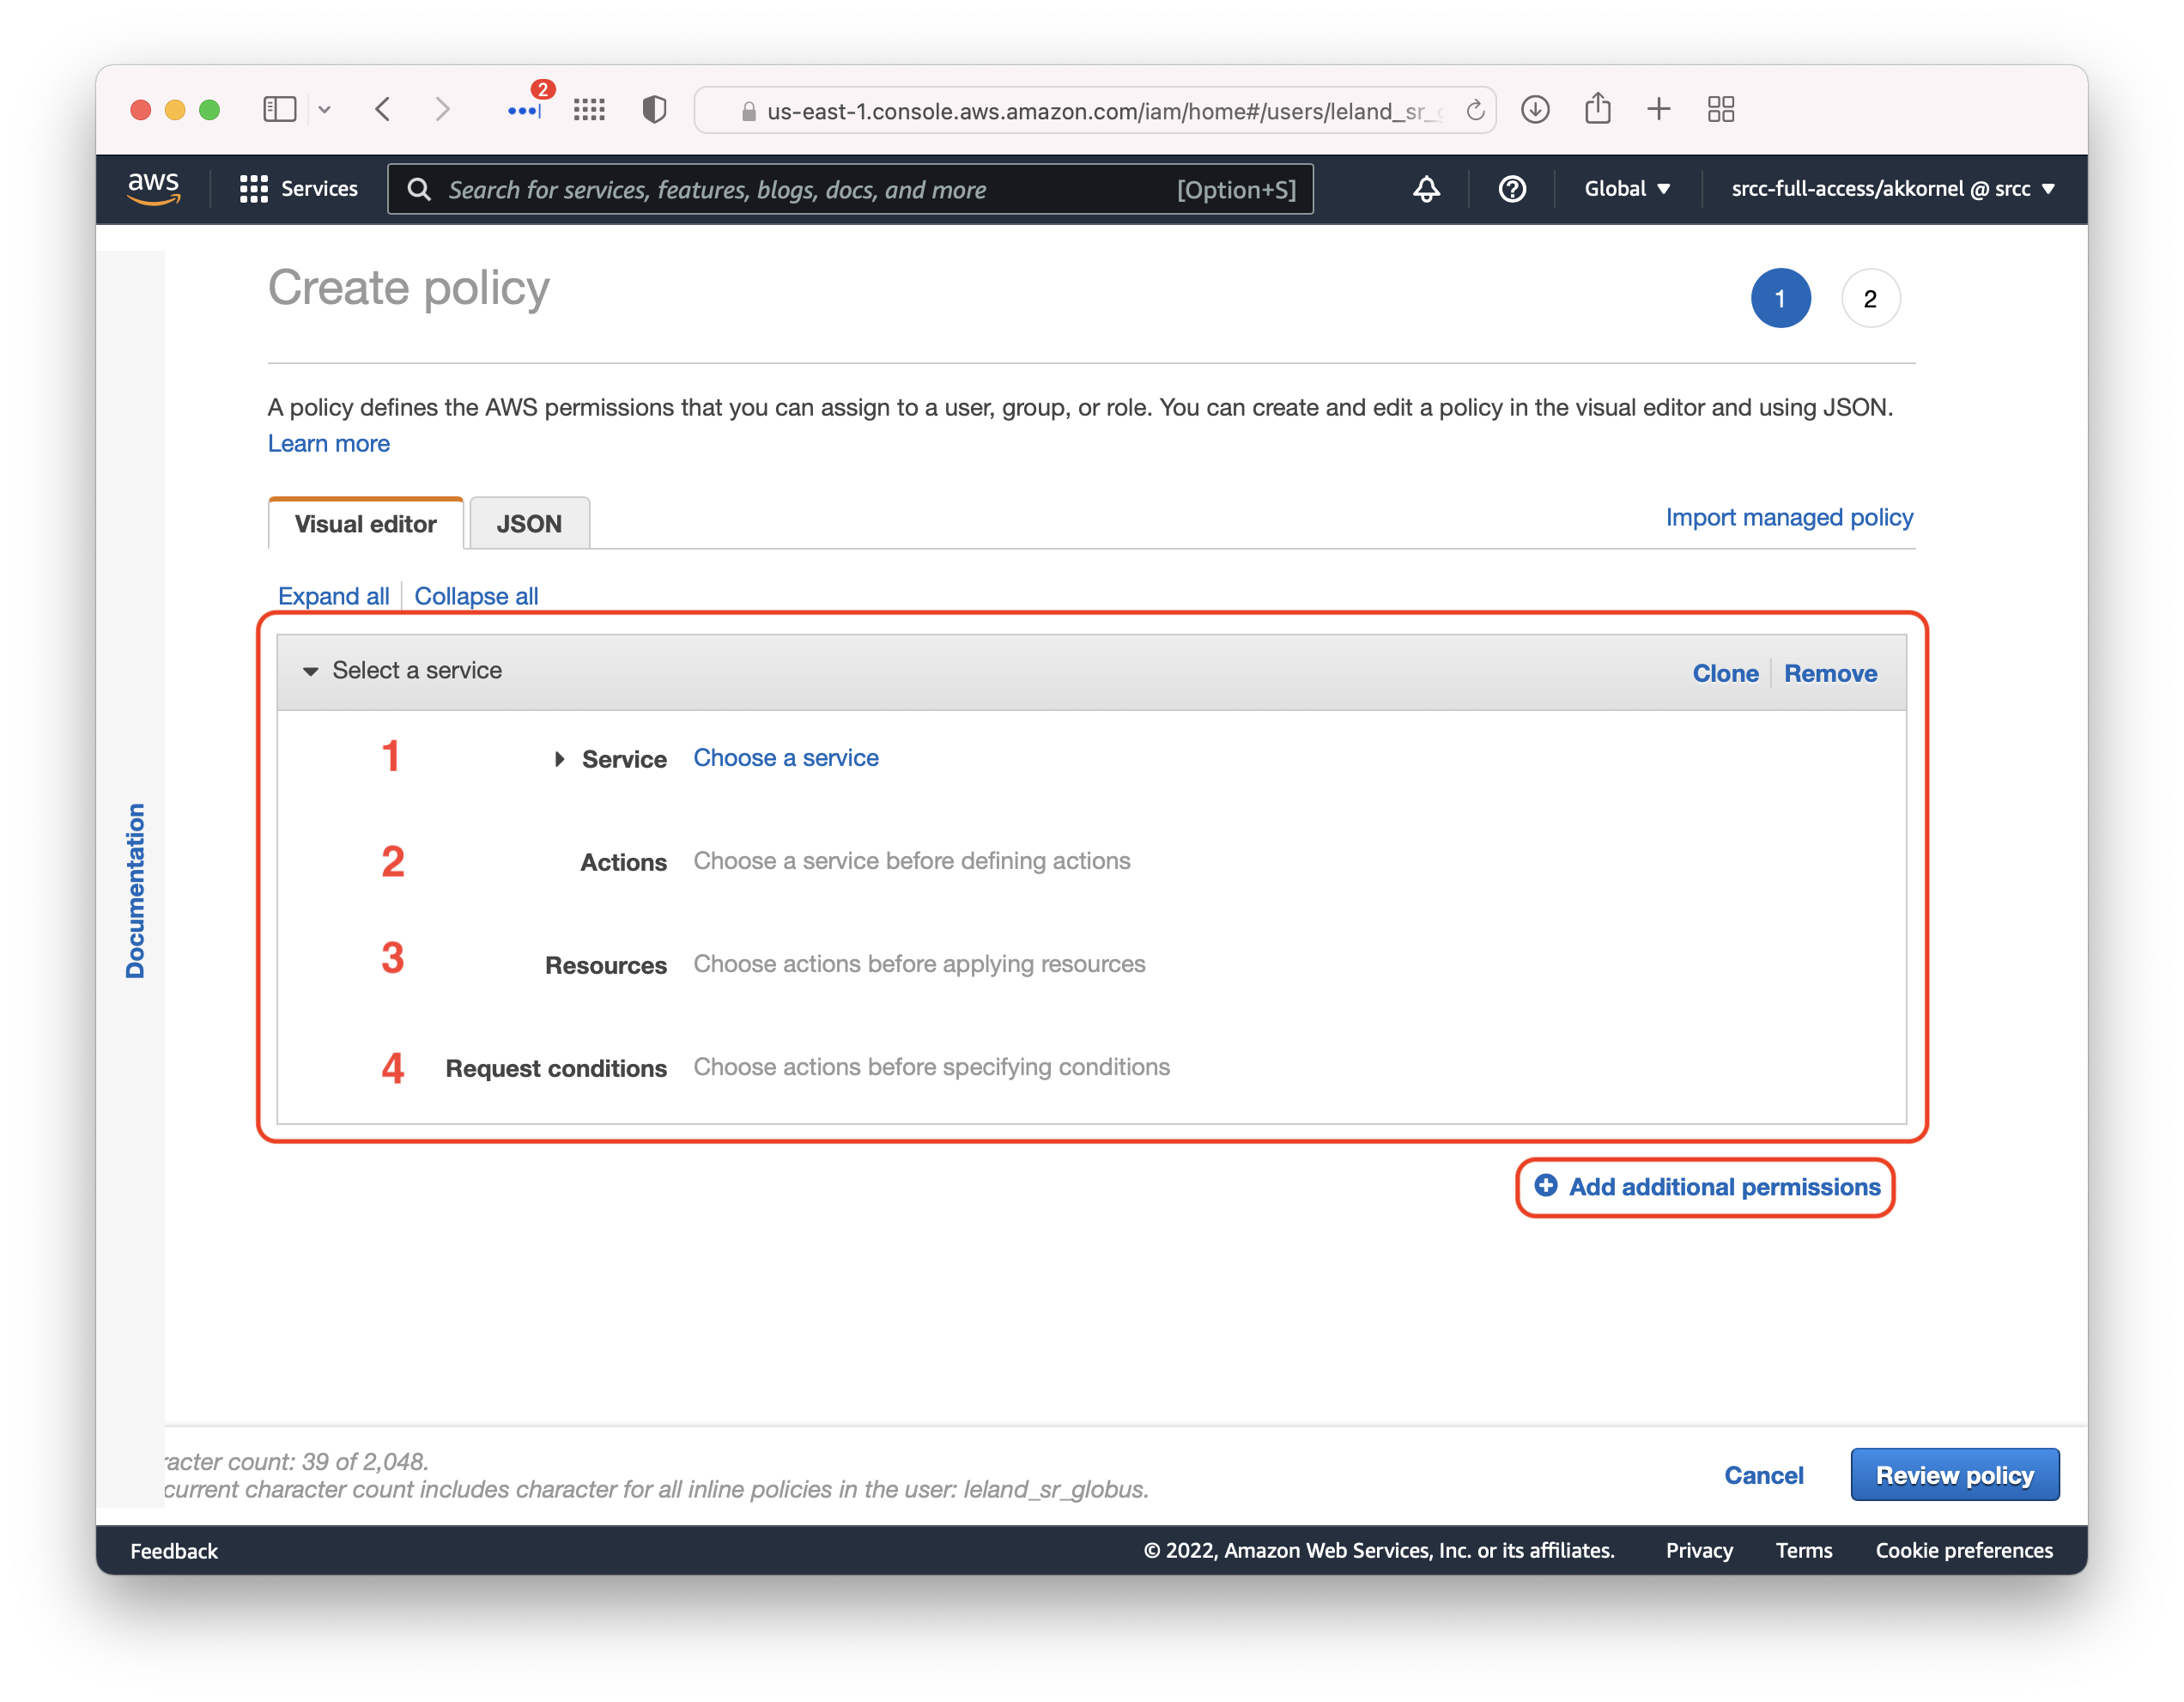 2
us-east-1.console.aws.amazon.com/iam/home#/users/leland_sr_
aws
Services
Search for services, features, blogs, docs, and more [Option+S]
Global
srcc-full-access/akkornel @ srcc
Create policy
1 2
A policy defines the AWS permissions that you can assign to a user, group, or role. You can create and edit a policy in the visual editor and using JSON.
Learn more
Visual editor JSON Import managed policy
Expand all Collapse all
Select a service Clone Remove
1 Service Choose a service
2 Actions Choose a service before defining actions
3 Resources Choose actions before applying resources
4 Request conditions Choose actions before specifying conditions
Add additional permissions
Documentation
racter count: 39 of 2,048.
current character count includes character for all inline policies in the user: leland_sr_globus.
Cancel Review policy
Feedback © 2022, Amazon Web Services, Inc. or its affiliates. Privacy Terms Cookie preferences